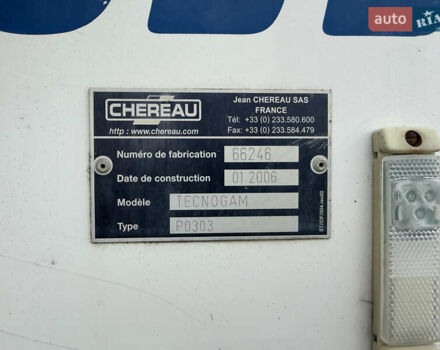 auto
RIA
CHEREAU
http : www.chereau.com
Jean CHEREAU SAS
FRANCE
Tél: +33 (0) 233.580.600
Fax: +33 (0) 233.584.479
Numéro de fabrication 66246
Date de construction 01 2006
Modèle TECNOGAM
Type P0303